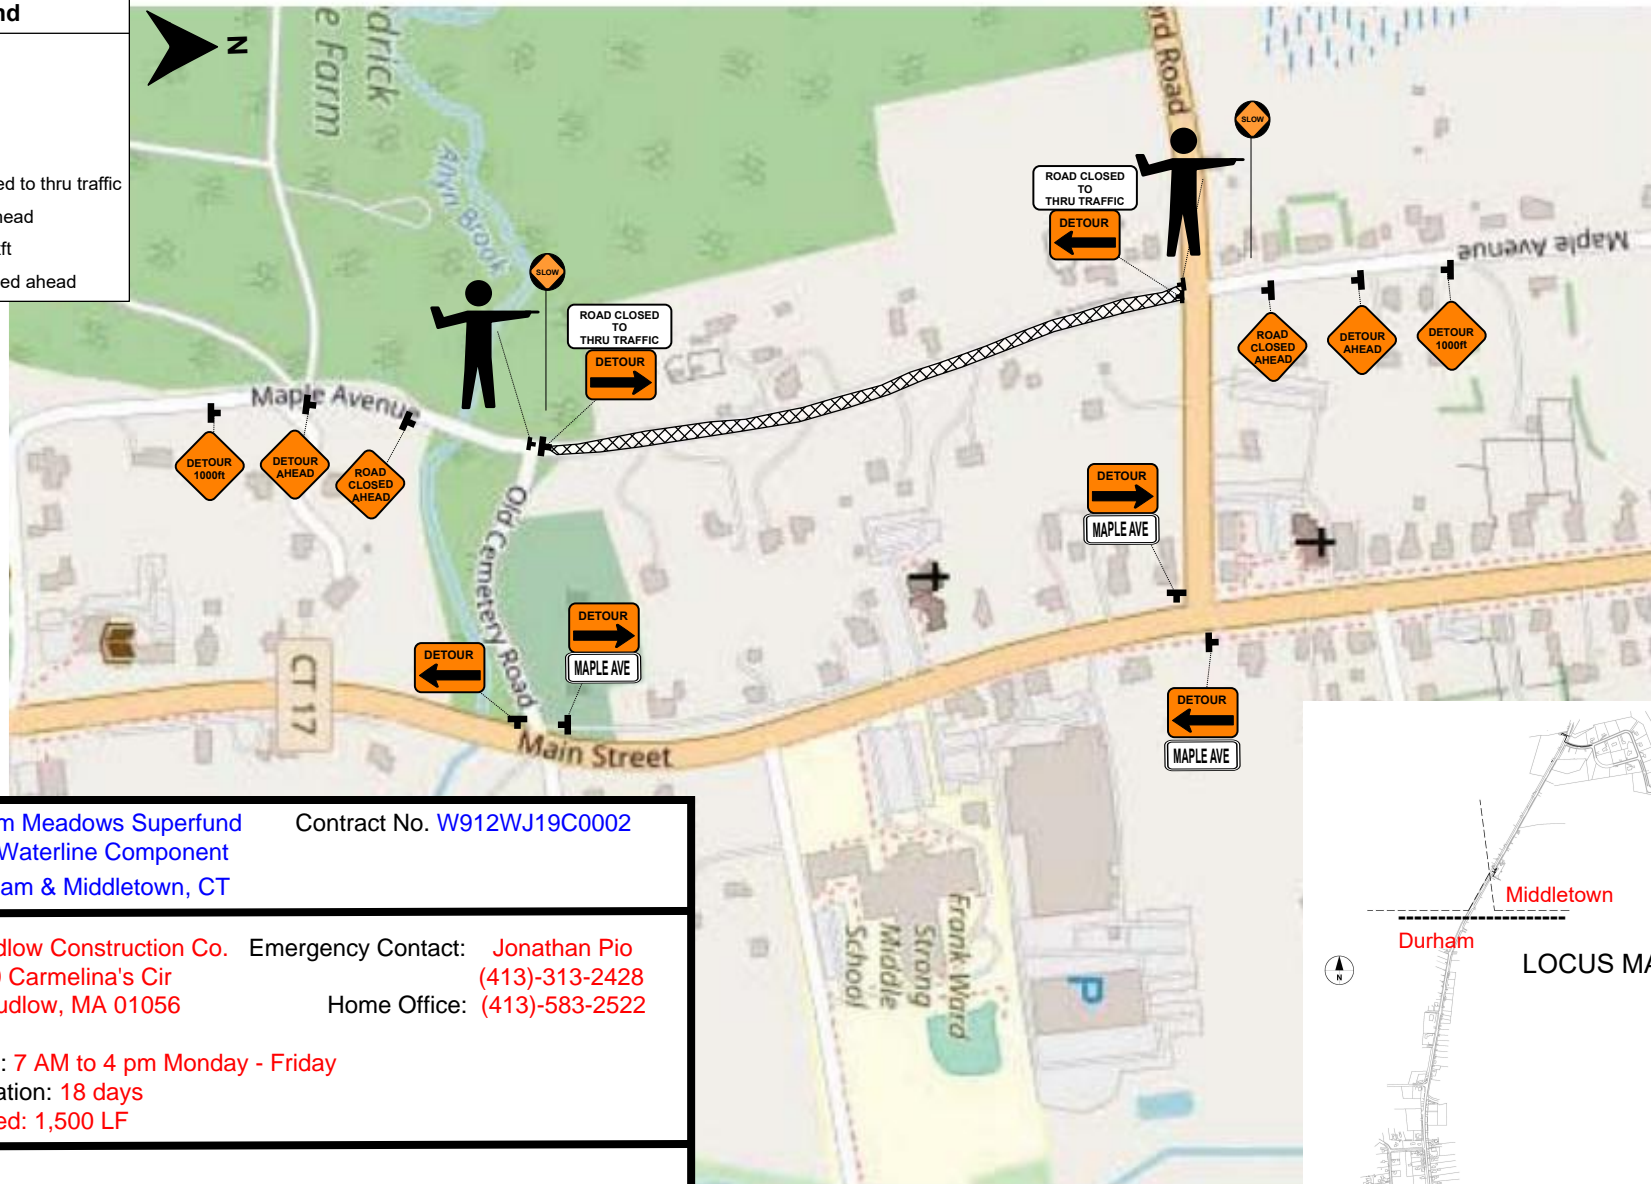 nd
ed to thru traffic
head
ft
ed ahead
N
drick
e Farm
Allyn Brook
rd Road
SLOW
ROAD CLOSED
TO
THRU TRAFFIC
DETOUR
Maple Avenue
SLOW
ROAD CLOSED
TO
THRU TRAFFIC
DETOUR
ROAD
CLOSED
AHEAD
DETOUR
AHEAD
DETOUR
1000ft
Maple Avenue
DETOUR
1000ft
DETOUR
AHEAD
ROAD
CLOSED
AHEAD
Old Cemetery Road
DETOUR
MAPLE AVE
DETOUR
MAPLE AVE
DETOUR
CT 17
Main Street
DETOUR
MAPLE AVE
m Meadows Superfund
Contract No. W912WJ19C0002
Waterline Component
am & Middletown, CT
dlow Construction Co.
Emergency Contact: Jonathan Pio
Carmelina's Cir
(413)-313-2428
udlow, MA 01056
Home Office: (413)-583-2522
: 7 AM to 4 pm Monday - Friday
ation: 18 days
ed: 1,500 LF
Frank Ward
Strong
Middle
School
P
Middletown
Durham
N
LOCUS MA